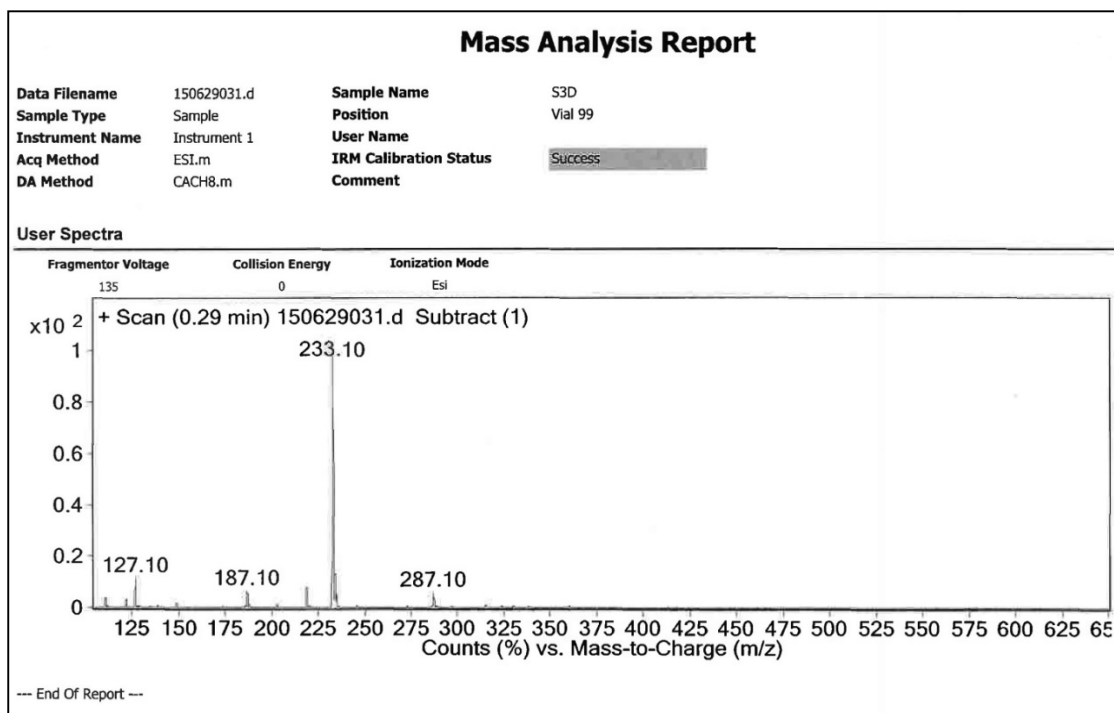 Mass Analysis Report
Data Filename 150629031.d Sample Name S3D
Sample Type Sample Position Vial 99
Instrument Name Instrument 1 User Name
Acq Method ESI.m IRM Calibration Status Success
DA Method CACH8.m Comment
User Spectra
Fragmentor Voltage Collision Energy Ionization Mode
135 0 Esi
x10 2 + Scan (0.29 min) 150629031.d Subtract (1)
1
233.10
0.8
0.6
0.4
0.2
127.10
187.10
287.10
0
125 150 175 200 225 250 275 300 325 350 375 400 425 450 475 500 525 550 575 600 625 65
Counts (%) vs. Mass-to-Charge (m/z)
--- End Of Report ---